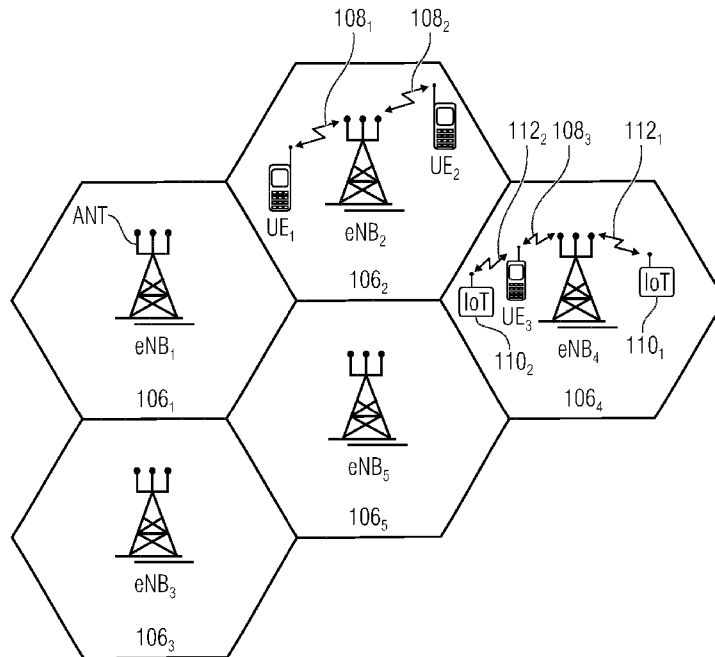 108₁
108₂
112₂
108₃
112₁
UE₂
UE₁
eNB₂
ANT
106₂
IoT
UE₃
IoT
eNB₄
110₂
110₁
eNB₁
106₁
106₄
eNB₅
106₅
eNB₃
106₃